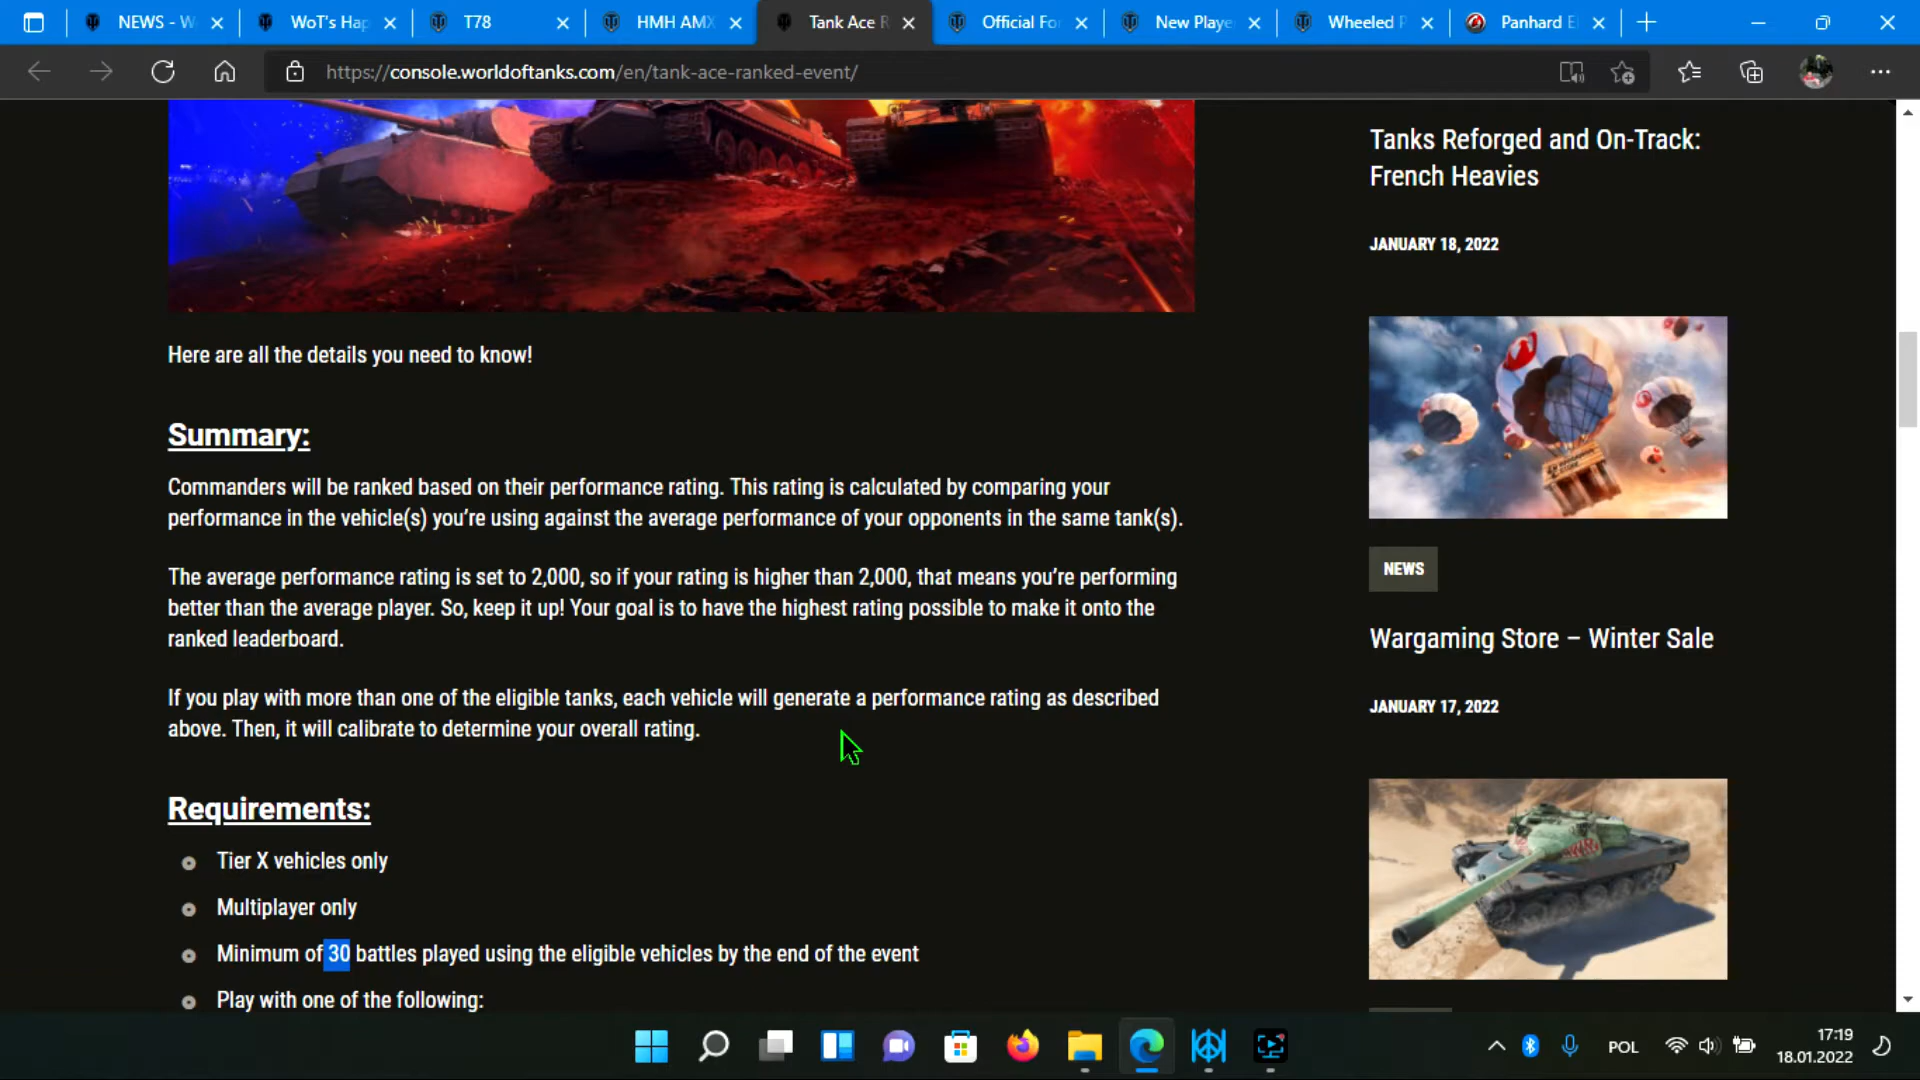 NEWS - W
WoT's Hap
T78
HMH AMX
Tank Ace R
Official Fo
New Playe
Wheeled P
Panhard E
https://console.worldoftanks.com/en/tank-ace-ranked-event/
Here are all the details you need to know!
Summary:
Commanders will be ranked based on their performance rating. This rating is calculated by comparing your
performance in the vehicle(s) you're using against the average performance of your opponents in the same tank(s).
The average performance rating is set to 2,000, so if your rating is higher than 2,000, that means you're performing
better than the average player. So, keep it up! Your goal is to have the highest rating possible to make it onto the
ranked leaderboard.
If you play with more than one of the eligible tanks, each vehicle will generate a performance rating as described
above. Then, it will calibrate to determine your overall rating.
Requirements:
Tier X vehicles only
Multiplayer only
Minimum of 30 battles played using the eligible vehicles by the end of the event
Play with one of the following:
Tanks Reforged and On-Track:
French Heavies
JANUARY 18, 2022
NEWS
Wargaming Store – Winter Sale
JANUARY 17, 2022
POL
17:19
18.01.2022